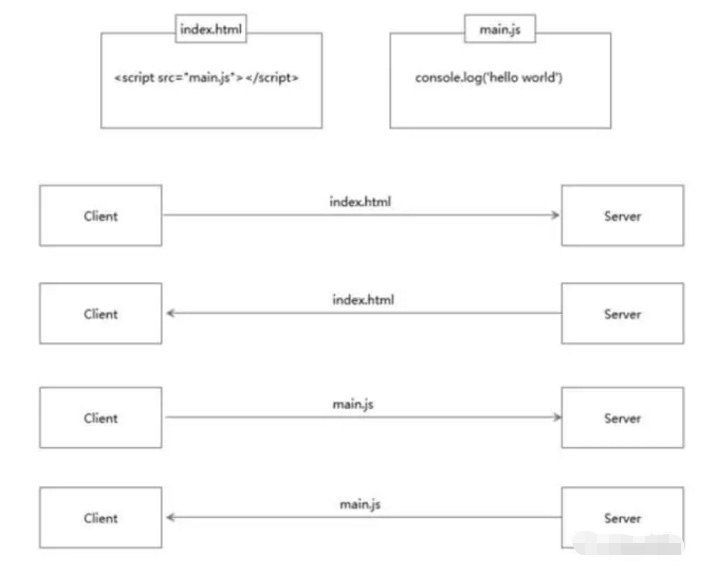 index.html
main.js
<script src="main.js"></script>
console.log('hello world')
index.html
Client
Server
index.html
Client
Server
main.js
Client
Server
main.js
Client
Server